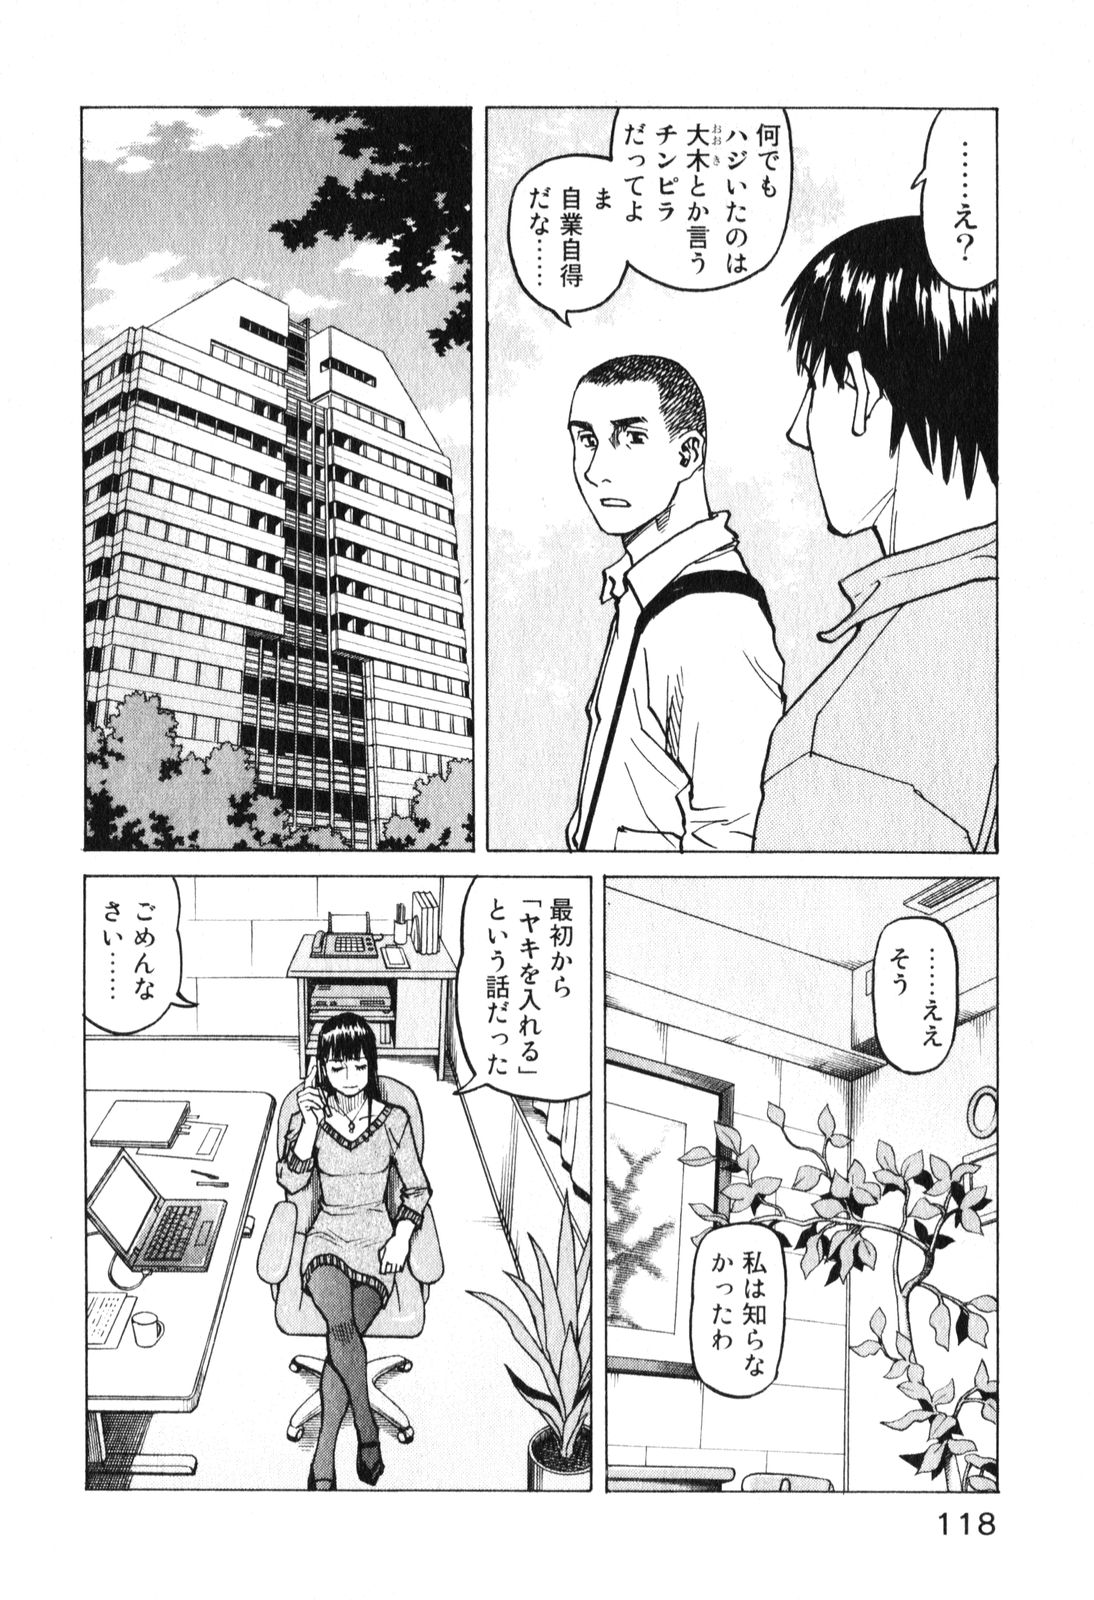 ………え？
何でも
ハジいたのは
大木とか言う
おおき
チンピラ
だってよ
ま
自業自得
だな……
……ええ
そう
私は知らな
かったわ
最初から
「ヤキを入れる」
という話だった
ごめんな
さい……
118